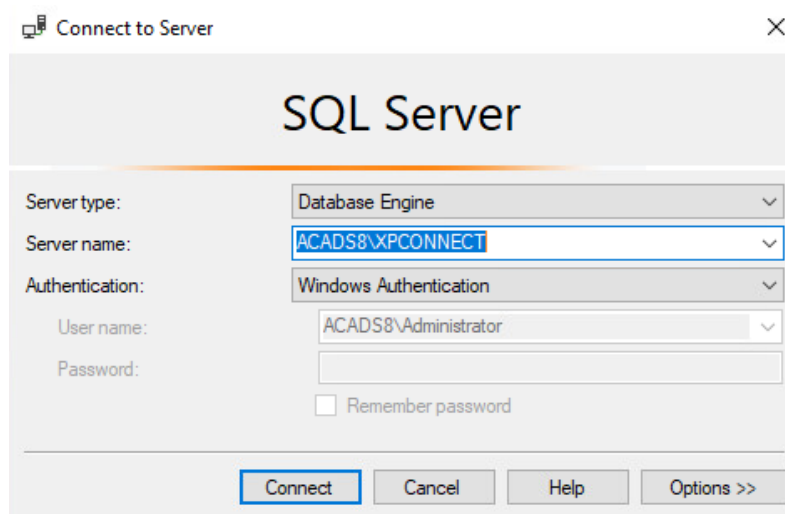 Connect to Server
SQL Server
Server type: Database Engine
Server name: ACADS8\XPCONNECT
Authentication: Windows Authentication
User name: ACADS8\Administrator
Password:
Remember password
Connect Cancel Help Options >>